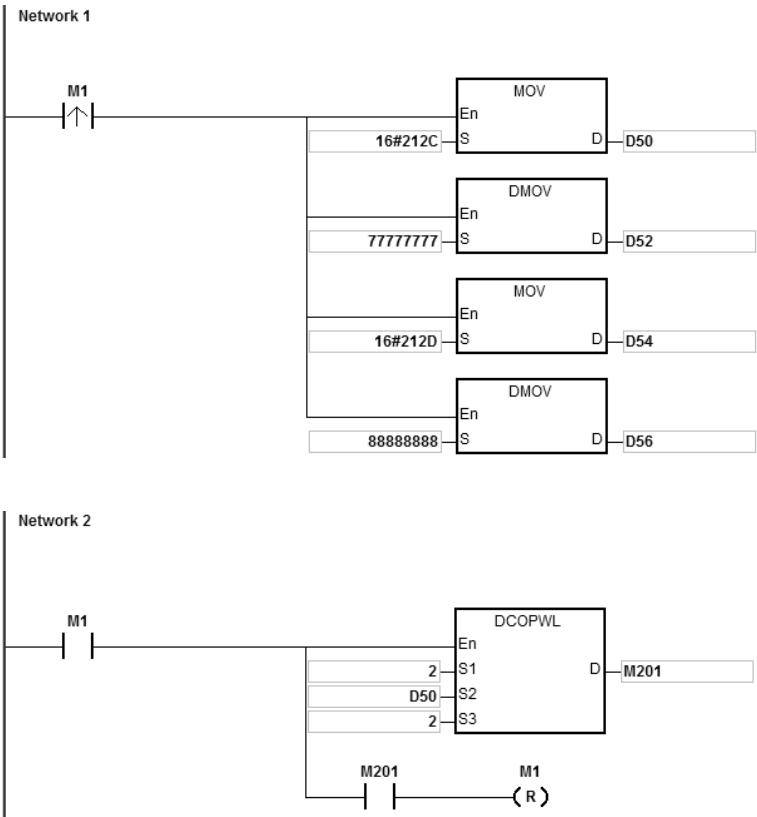 Network 1
M1
MOV
En
16#212C S D D50
DMOV
En
77777777 S D D52
MOV
En
16#212D S D D54
DMOV
En
88888888 S D D56
Network 2
M1
DCOPWL
En
2 S1 D M201
D50 S2
2 S3
M201 M1
R